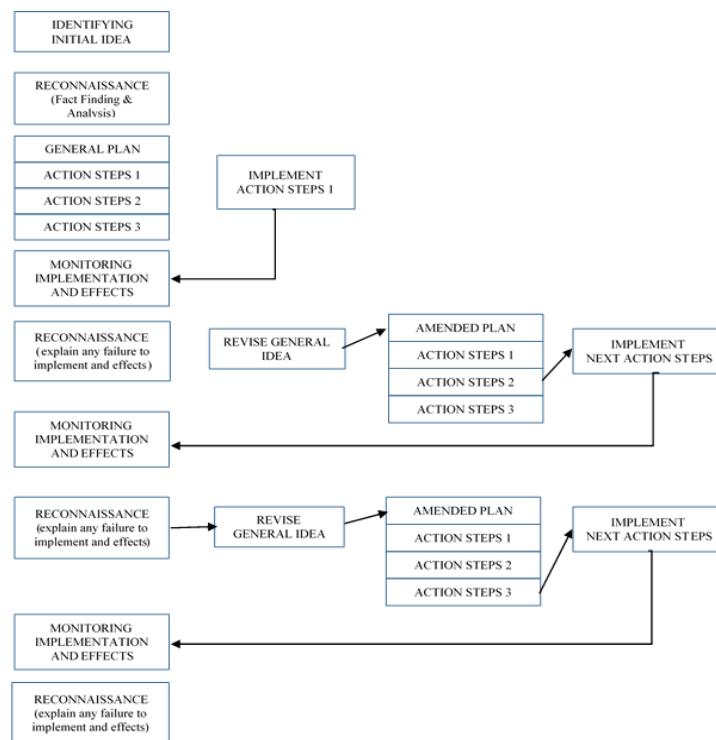 IDENTIFYING
INITIAL IDEA
RECONNAISSANCE
(Fact Finding &
Analysis)
GENERAL PLAN
ACTION STEPS 1
ACTION STEPS 2
ACTION STEPS 3
IMPLEMENT
ACTION STEPS 1
MONITORING
IMPLEMENTATION
AND EFFECTS
RECONNAISSANCE
(explain any failure to
implement and effects)
REVISE GENERAL
IDEA
AMENDED PLAN
ACTION STEPS 1
ACTION STEPS 2
ACTION STEPS 3
IMPLEMENT
NEXT ACTION STEPS
MONITORING
IMPLEMENTATION
AND EFFECTS
RECONNAISSANCE
(explain any failure to
implement and effects)
REVISE
GENERAL IDEA
AMENDED PLAN
ACTION STEPS 1
ACTION STEPS 2
ACTION STEPS 3
IMPLEMENT
NEXT ACTION STEPS
MONITORING
IMPLEMENTATION
AND EFFECTS
RECONNAISSANCE
(explain any failure to
implement and effects)